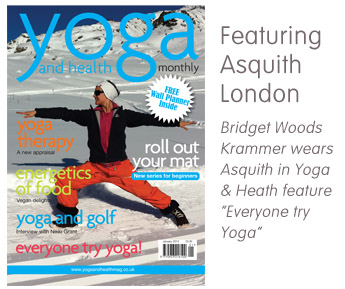 yoga
and health
monthly
FREE
Wall Planner
Inside
yoga
therapy
A new appraisal
roll out
your mat
New series for beginners
energetics
of food
Vegan delights
yoga and golf
Interview with Nikki Grant
everyone try yoga!
www.yogaandhealthmag.co.uk
Featuring
Asquith
London
Bridget Woods
Krammer wears
Asquith in Yoga
& Heath feature
"Everyone try
Yoga"